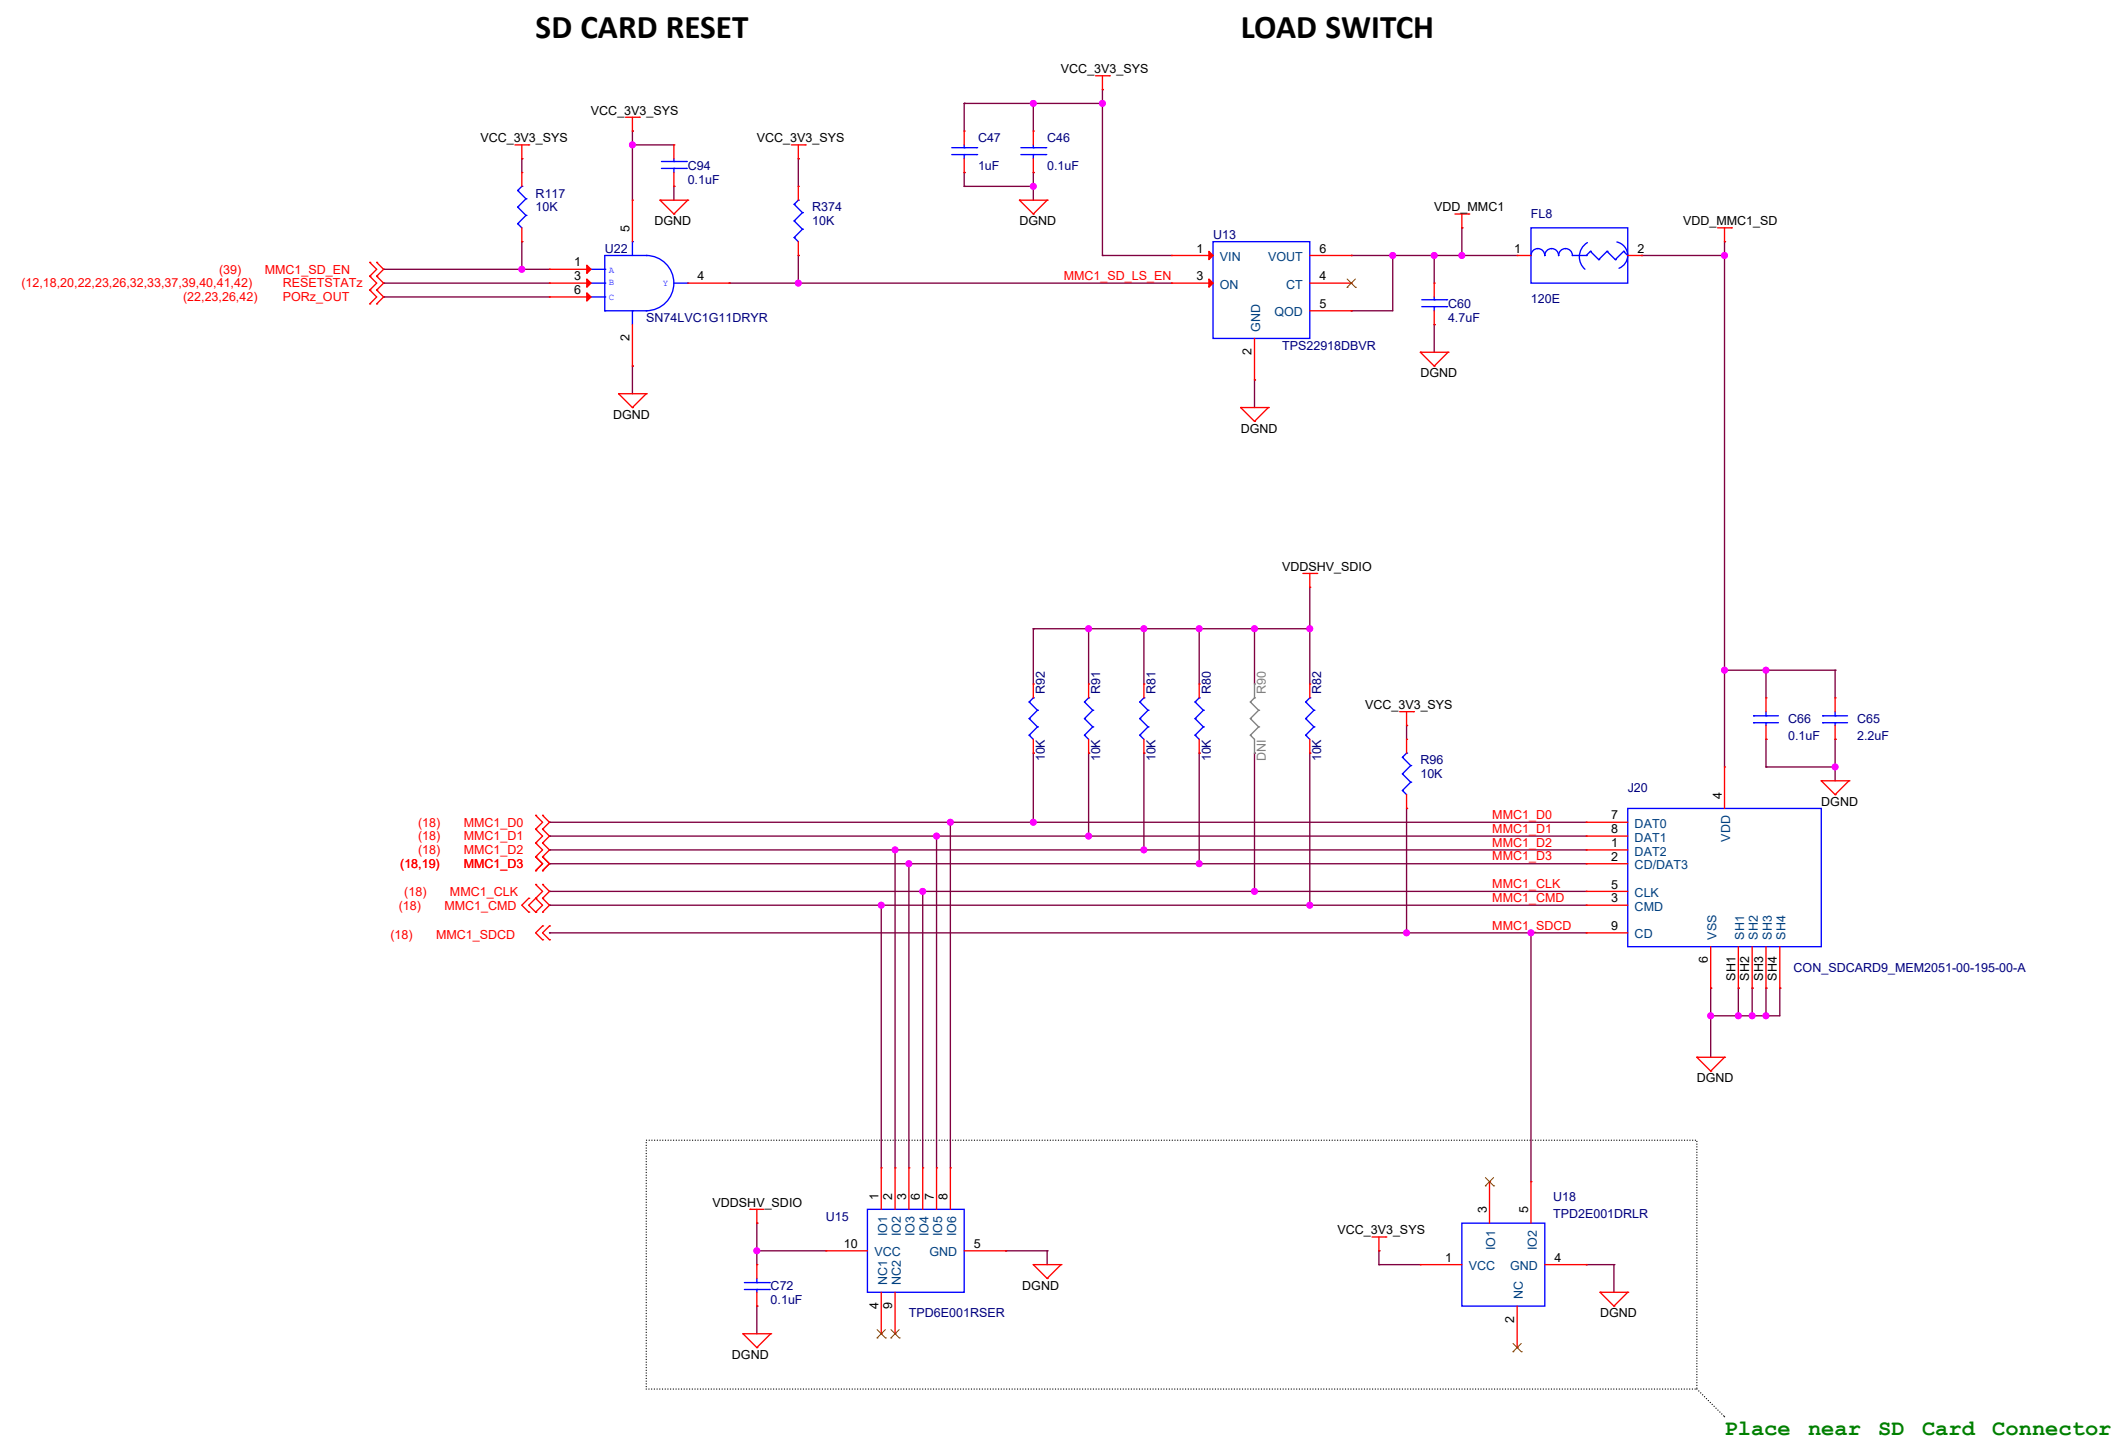 SD CARD RESET
LOAD SWITCH
VCC_3V3_SYS
VCC_3V3_SYS
VCC_3V3_SYS
C94
0.1uF
DGND
R117
10K
R374
10K
5
U22
(39) MMC1_SD_EN
(12,18,20,22,23,26,32,33,37,39,40,41,42) RESETSTATz
(22,23,26,42) PORz_OUT
1
3
6
A
B
C
Y
4
SN74LVC1G11DRYR
2
DGND
VCC_3V3_SYS
C47
1uF
C46
0.1uF
DGND
MMC1_SD_LS_EN
U13
1
3
VIN
ON
VOUT
CT
QOD
GND
6
4
5
2
TPS22918DBVR
DGND
VDD_MMC1
C60
4.7uF
DGND
FL8
1
2
120E
VDD_MMC1_SD
VDDSHV_SDIO
R92
10K
R91
10K
R81
10K
R80
10K
R90
DNI
R82
10K
VCC_3V3_SYS
R96
10K
C66
0.1uF
C65
2.2uF
DGND
(18) MMC1_D0
(18) MMC1_D1
(18) MMC1_D2
(18,19) MMC1_D3
(18) MMC1_CLK
(18) MMC1_CMD
(18) MMC1_SDCD
MMC1_D0 7 DAT0
MMC1_D1 8 DAT1
MMC1_D2 1 DAT2
MMC1_D3 2 CD/DAT3
MMC1_CLK 5 CLK
MMC1_CMD 3 CMD
MMC1_SDCD 9 CD
J20
4
VDD
VSS
SH1
SH2
SH3
SH4
6
SH1
SH2
SH3
SH4
CON_SDCARD9_MEM2051-00-195-00-A
DGND
VDDSHV_SDIO
C72
0.1uF
DGND
U15
1
2
3
6
7
8
IO1
IO2
IO3
IO4
IO5
IO6
10
VCC
GND
5
NC1
NC2
4
9
TPD6E001RSER
DGND
VCC_3V3_SYS
U18
TPD2E001DRLR
3
5
IO1
IO2
1
VCC
GND
4
NC
2
DGND
Place near SD Card Connector